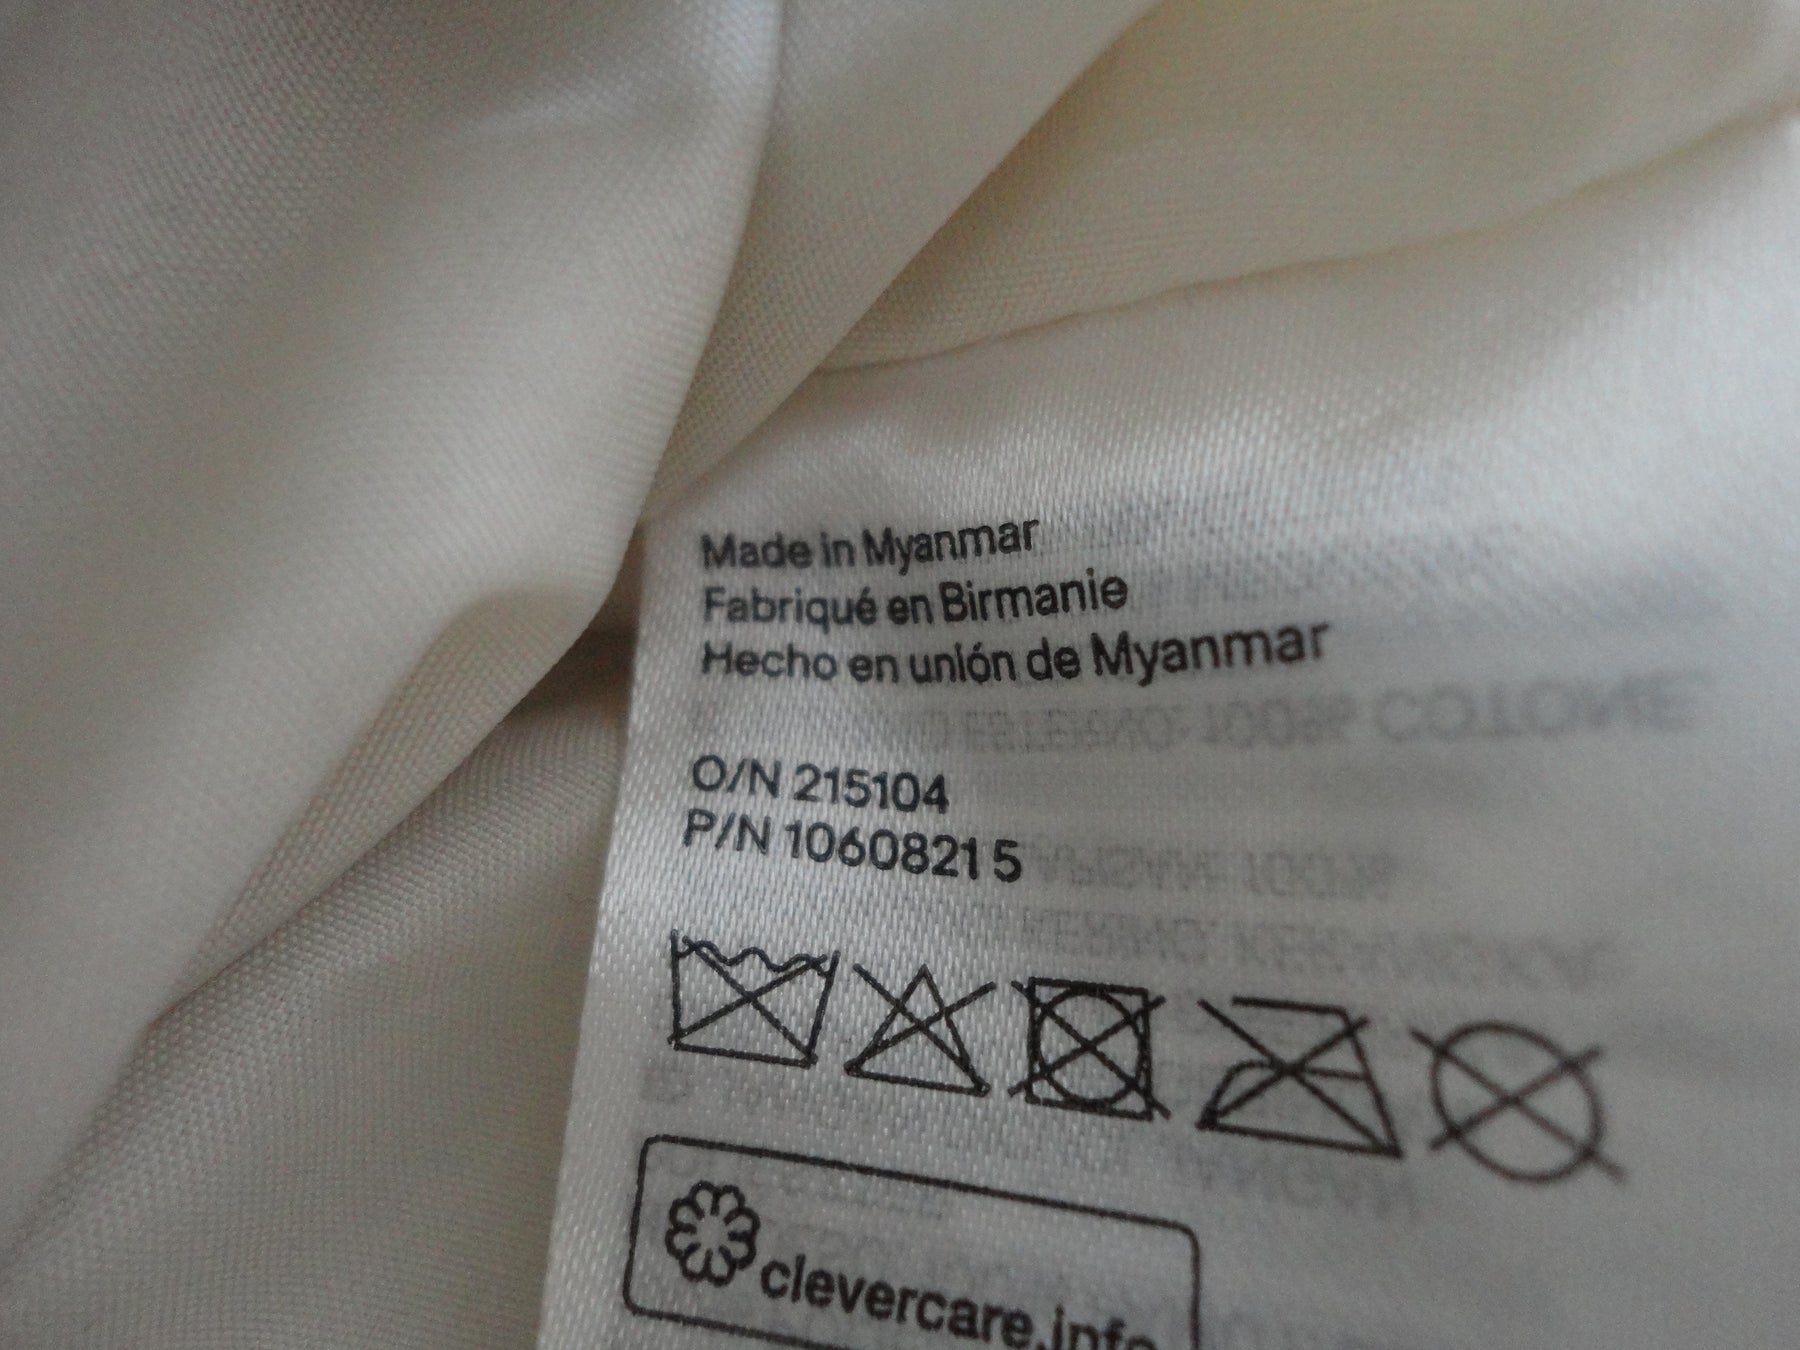 Made in Myanmar
Fabriqué en Birmanie
Hecho en unión de Myanmar
O/N 215104
P/N 10608215
clevercare.info